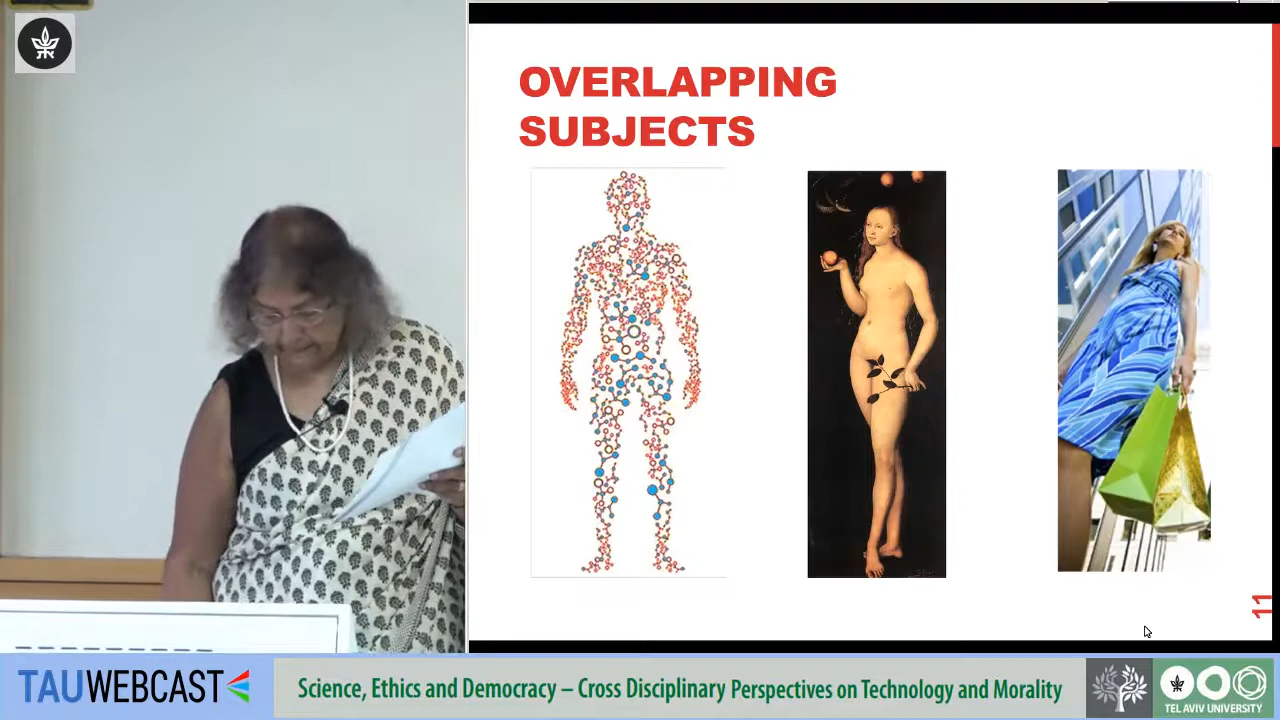 OVERLAPPING
SUBJECTS
11
TAUWEBCAST
Science, Ethics and Democracy – Cross Disciplinary Perspectives on Technology and Morality
TEL AVIV UNIVERSITY